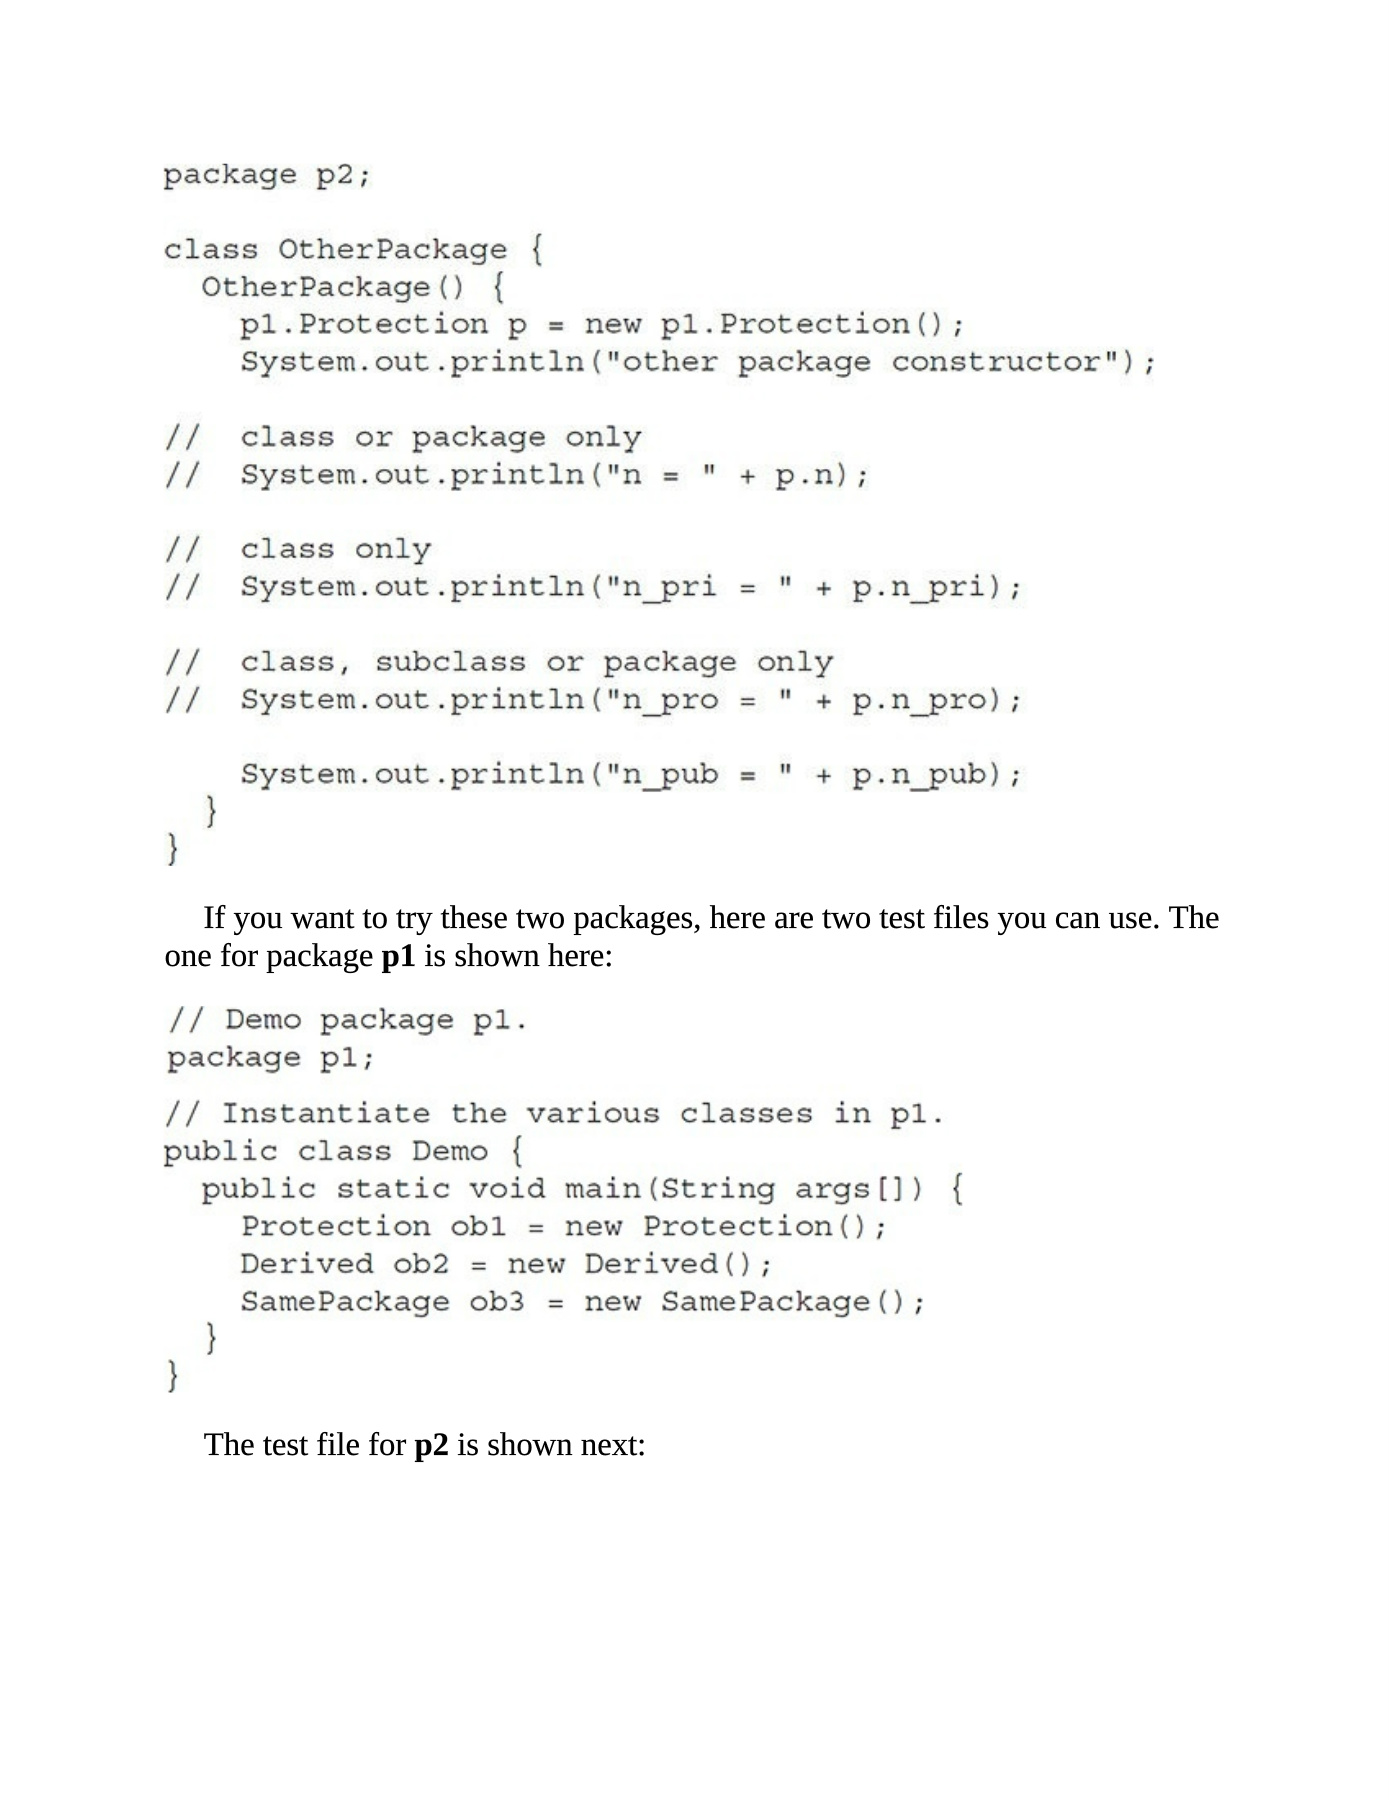 package p2;
class OtherPackage {
OtherPackage() {
p1.Protection p = new p1.Protection();
System.out.println("other package constructor");
// class or package only
// System.out.println("n = " + p.n);
// class only
// System.out.println("n_pri = " + p.n_pri);
// class, subclass or package only
// System.out.println("n_pro = " + p.n_pro);
System.out.println("n_pub = " + p.n_pub);
}
}
If you want to try these two packages, here are two test files you can use. The
one for package p1 is shown here:
// Demo package p1.
package p1;
// Instantiate the various classes in p1.
public class Demo {
public static void main(String args[]) {
Protection ob1 = new Protection();
Derived ob2 = new Derived();
SamePackage ob3 = new SamePackage();
}
}
The test file for p2 is shown next: